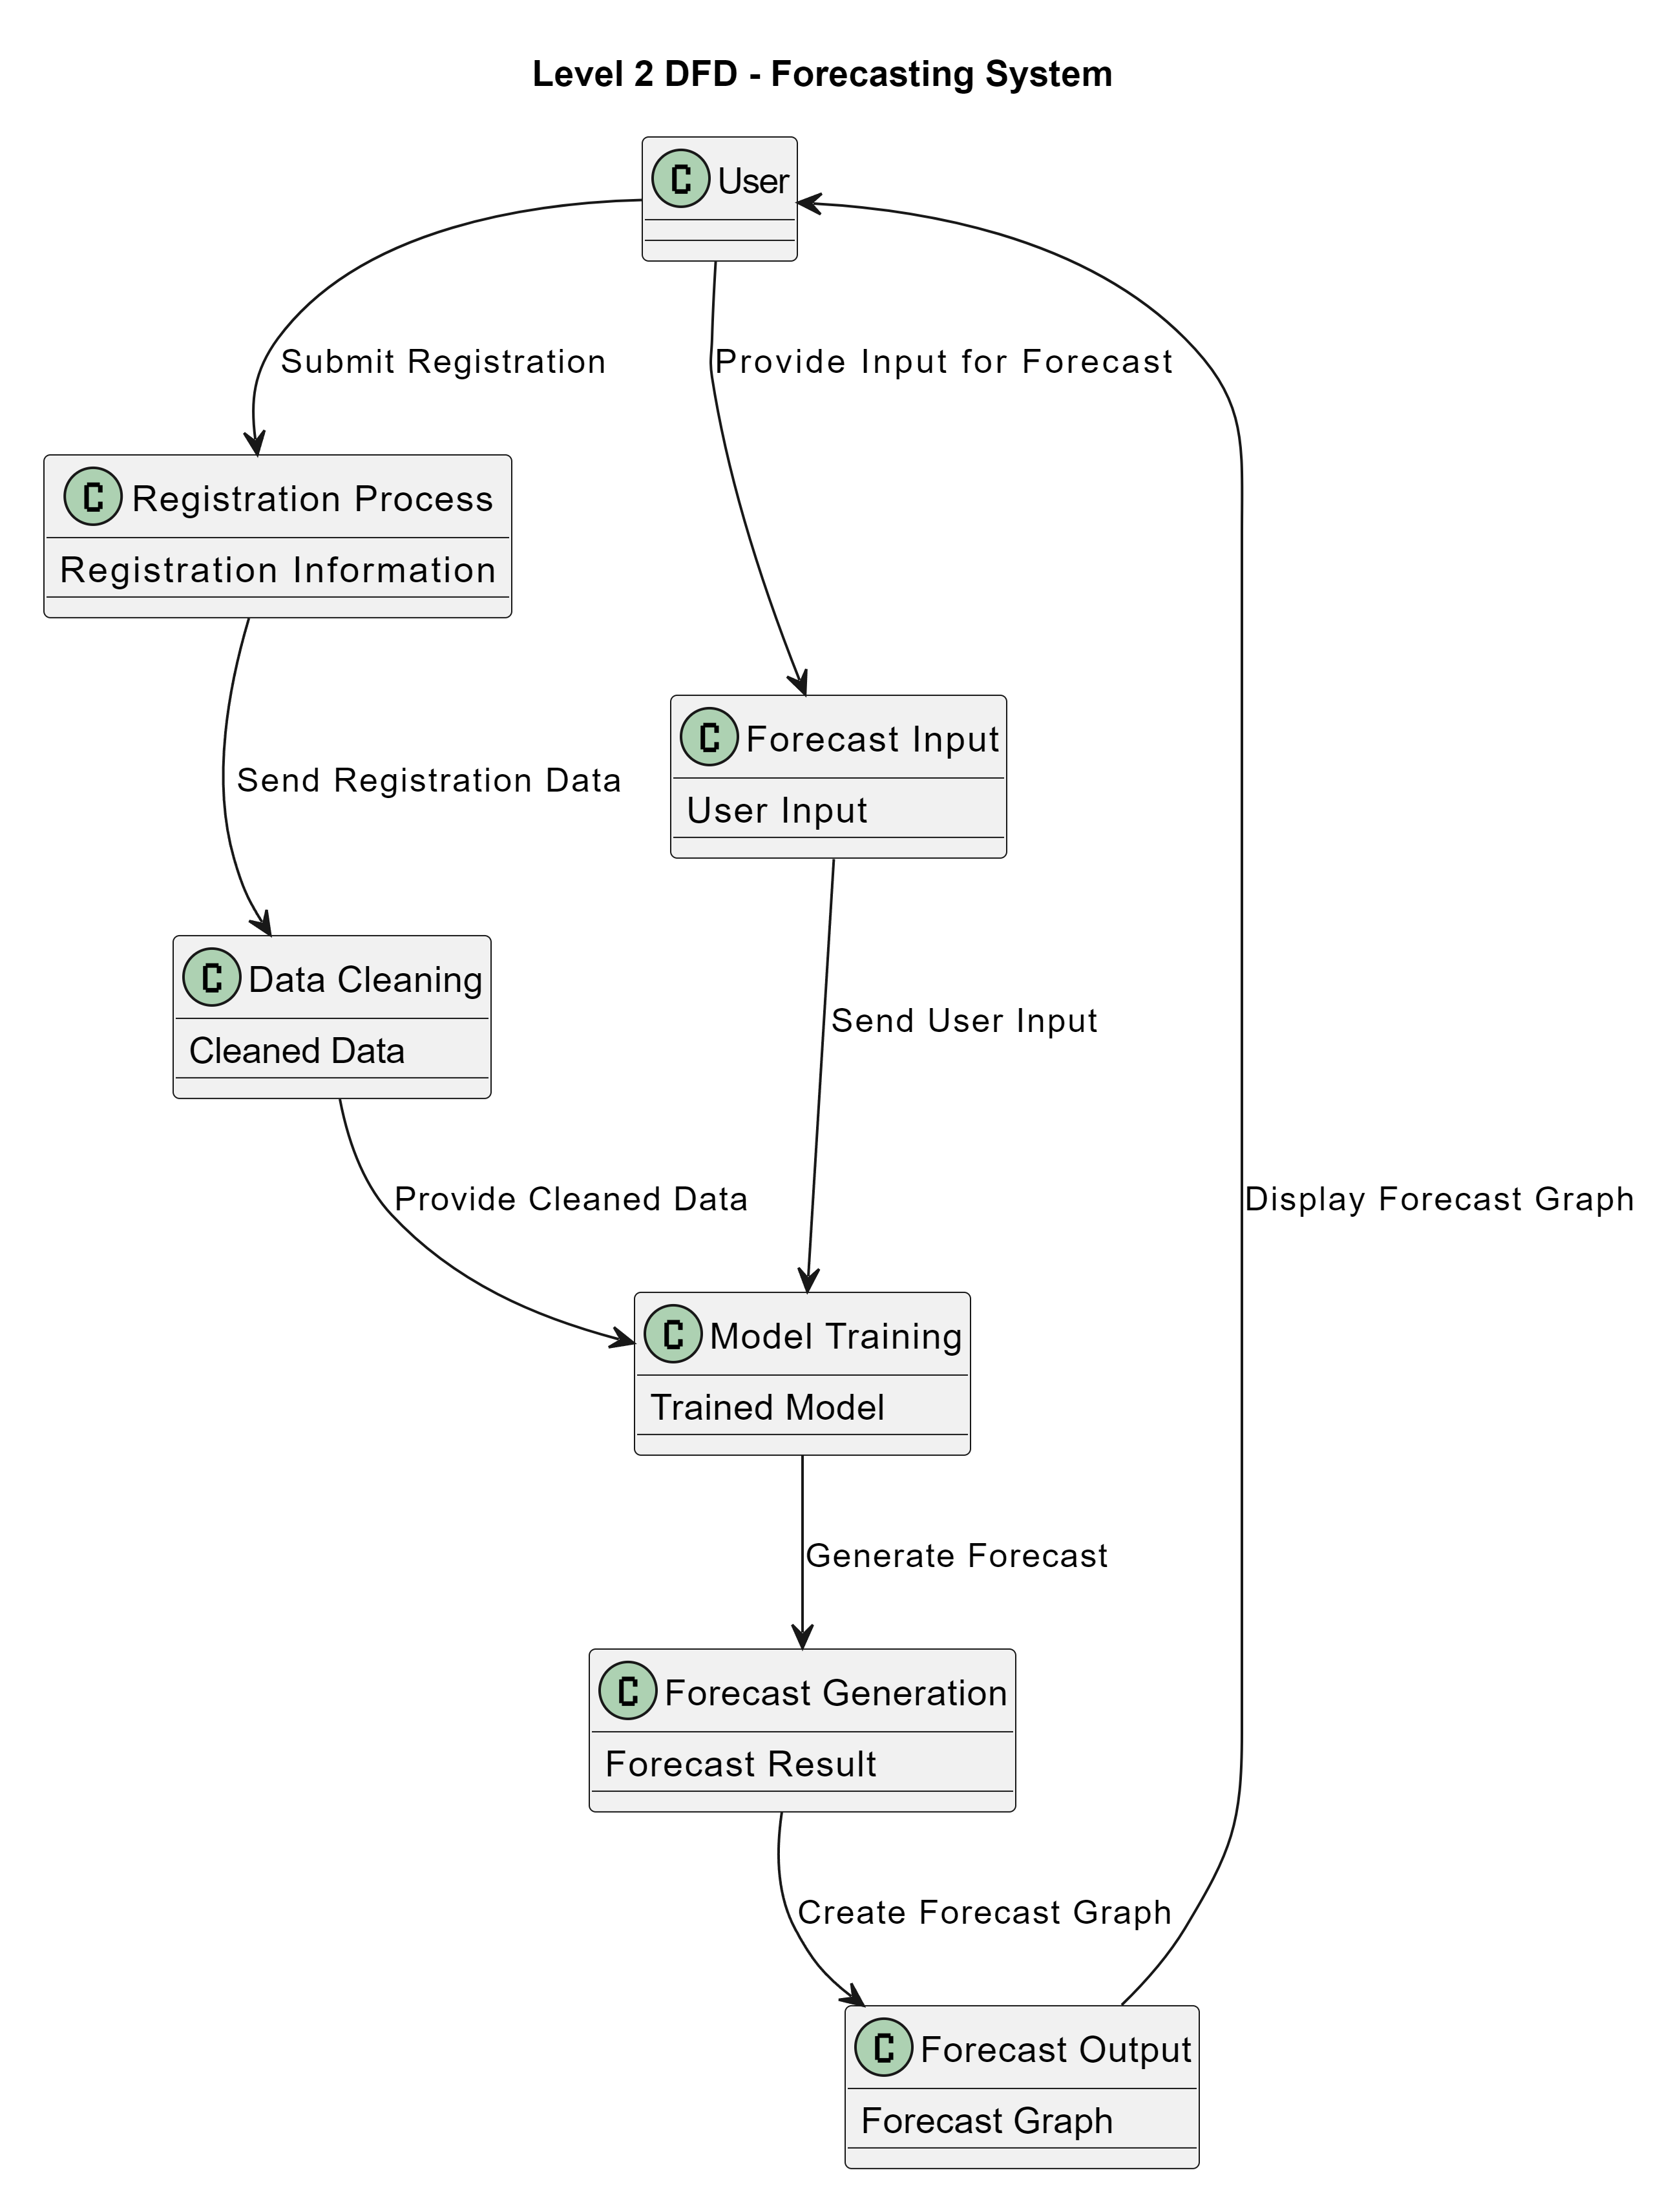 Level 2 DFD - Forecasting System
C User
Submit Registration
Provide Input for Forecast
C Registration Process
Registration Information
C Forecast Input
User Input
Send Registration Data
C Data Cleaning
Cleaned Data
Send User Input
Provide Cleaned Data
Display Forecast Graph
C Model Training
Trained Model
Generate Forecast
C Forecast Generation
Forecast Result
Create Forecast Graph
C Forecast Output
Forecast Graph